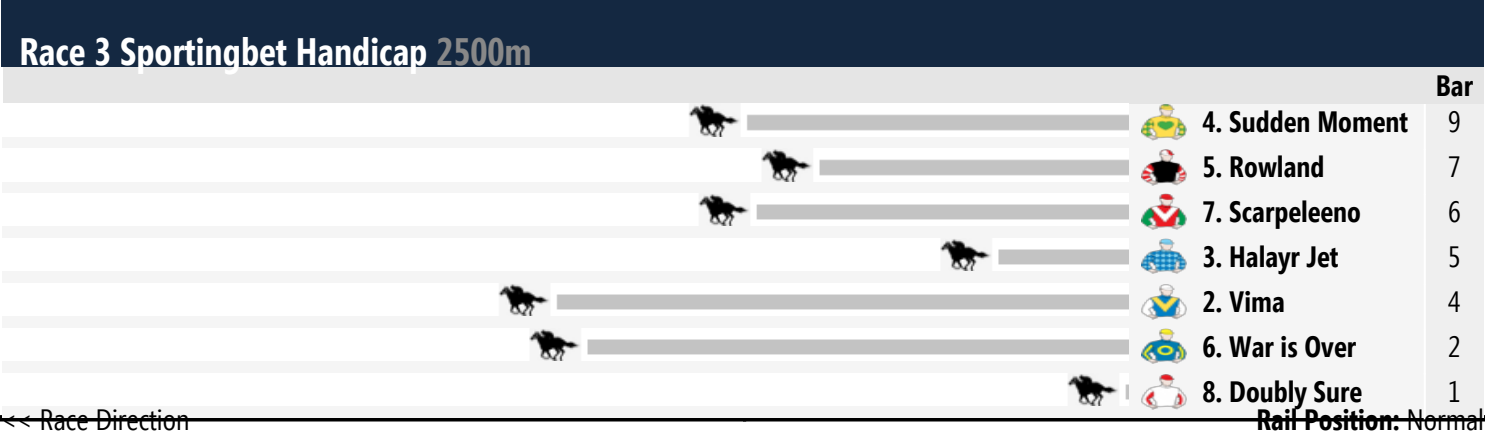 Race 3 Sportingbet Handicap 2500m
Bar
4. Sudden Moment 9
5. Rowland 7
7. Scarpeleeno 6
3. Halayr Jet 5
2. Vima 4
6. War is Over 2
8. Doubly Sure 1
<< Race Direction Rail Position: Normal